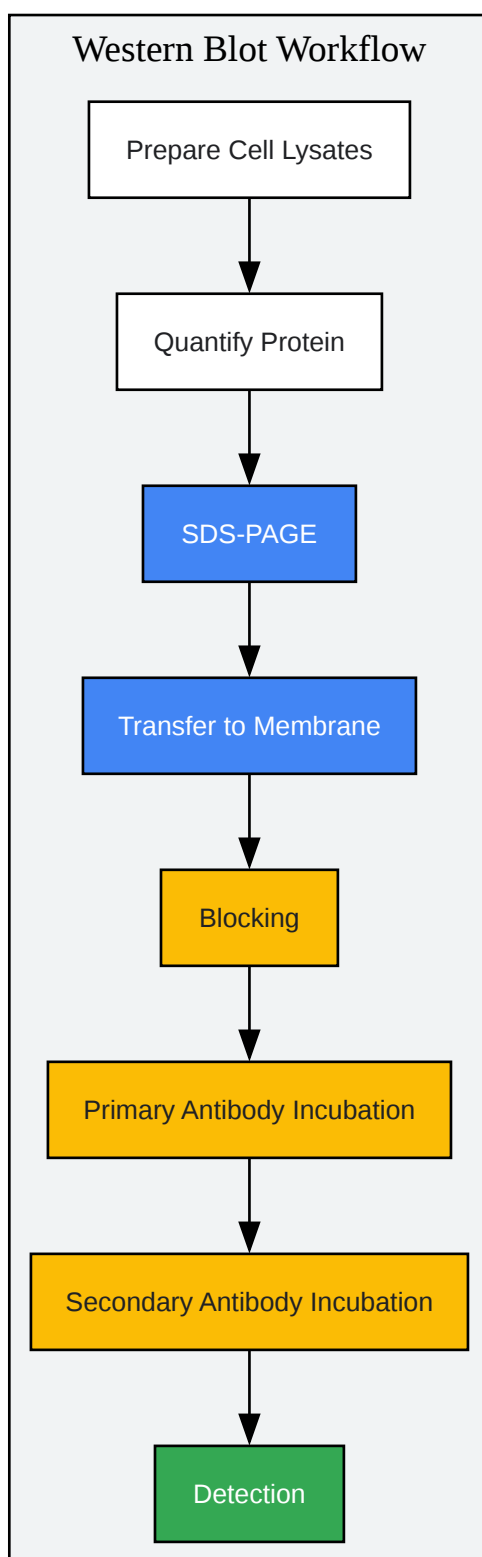 Western Blot Workflow
Prepare Cell Lysates
Quantify Protein
SDS-PAGE
Transfer to Membrane
Blocking
Primary Antibody Incubation
Secondary Antibody Incubation
Detection